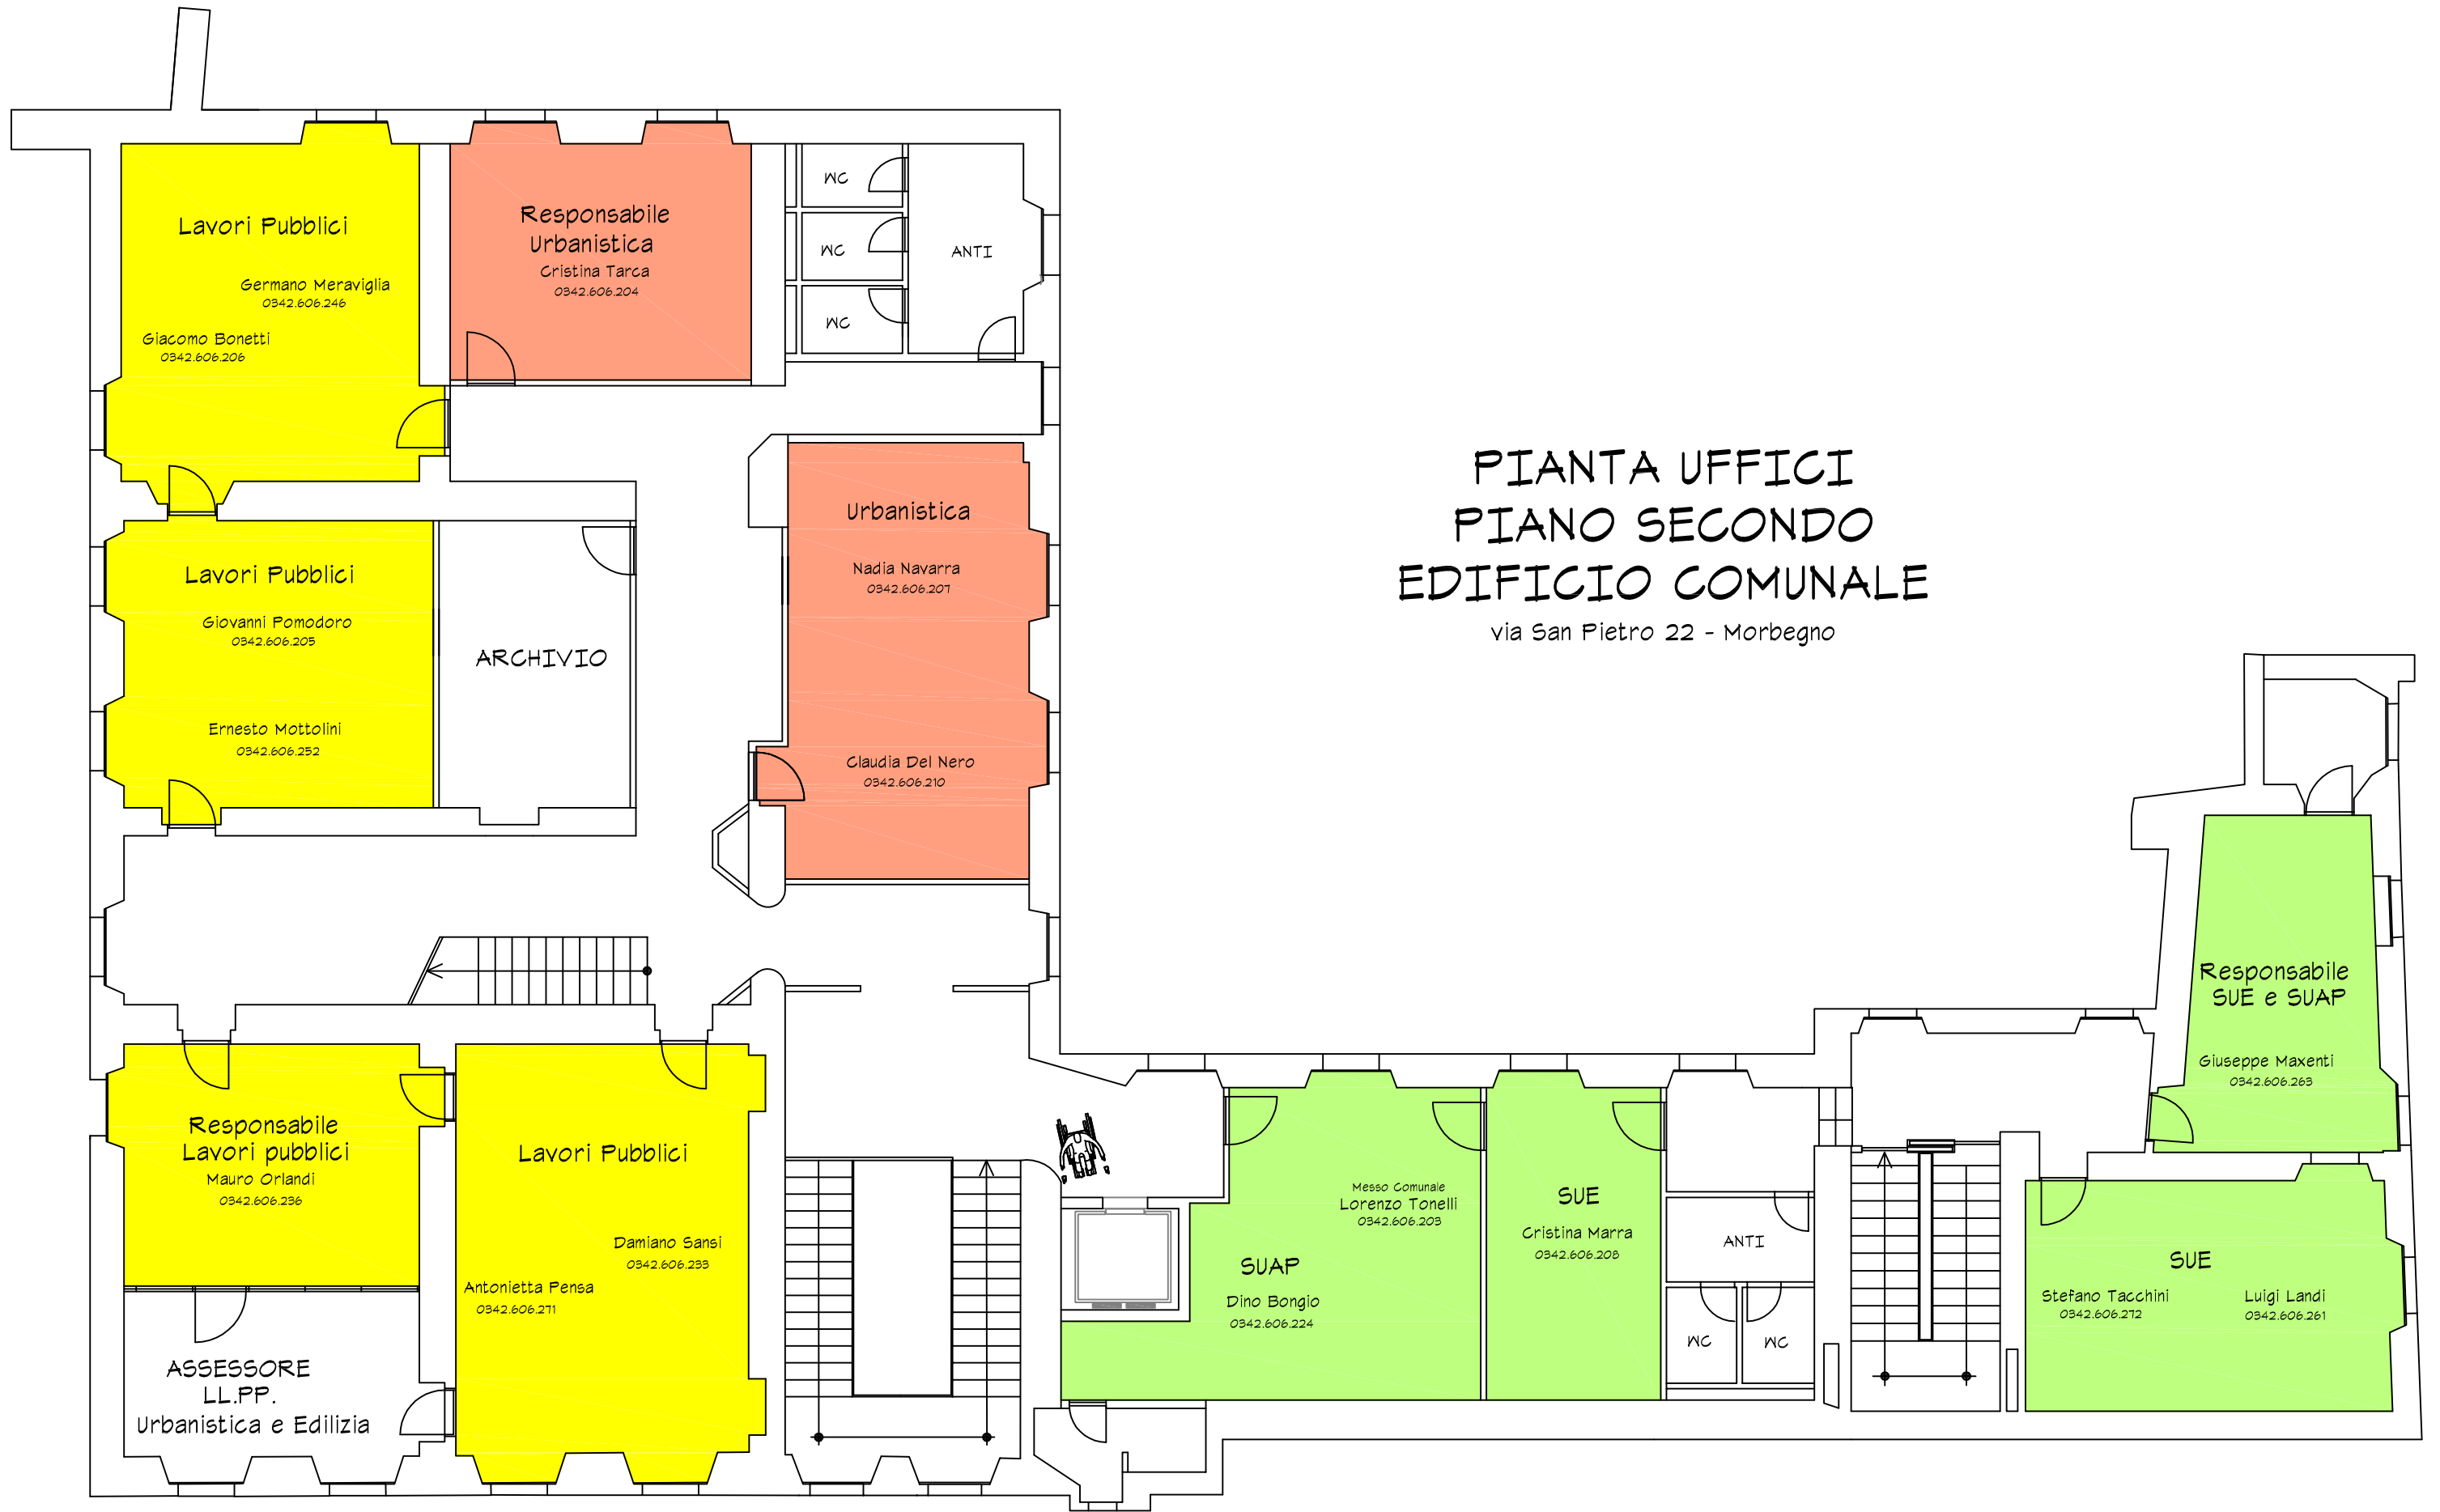 Lavori Pubblici
Germano Meraviglia
0342.606.246
Giacomo Bonetti
0342.606.206
Responsabile
Urbanistica
Cristina Tarca
0342.606.204
WC
WC
WC
ANTI
Lavori Pubblici
Giovanni Pomodoro
0342.606.205
Ernesto Mottolini
0342.606.252
ARCHIVIO
Urbanistica
Nadia Navarra
0342.606.207
Claudia Del Nero
0342.606.210
PIANTA UFFICI
PIANO SECONDO
EDIFICIO COMUNALE
via San Pietro 22 - Morbegno
Responsabile
Lavori pubblici
Mauro Orlandi
0342.606.236
ASSESSORE
LL.PP.
Urbanistica e Edilizia
Lavori Pubblici
Damiano Sansi
0342.606.233
Antonietta Pensa
0342.606.271
Messo Comunale
Lorenzo Tonelli
0342.606.203
SUAP
Dino Bongio
0342.606.224
SUE
Cristina Marra
0342.606.208
ANTI
WC
WC
Responsabile
SUE e SUAP
Giuseppe Maxenti
0342.606.263
SUE
Stefano Tacchini
0342.606.272
Luigi Landi
0342.606.261